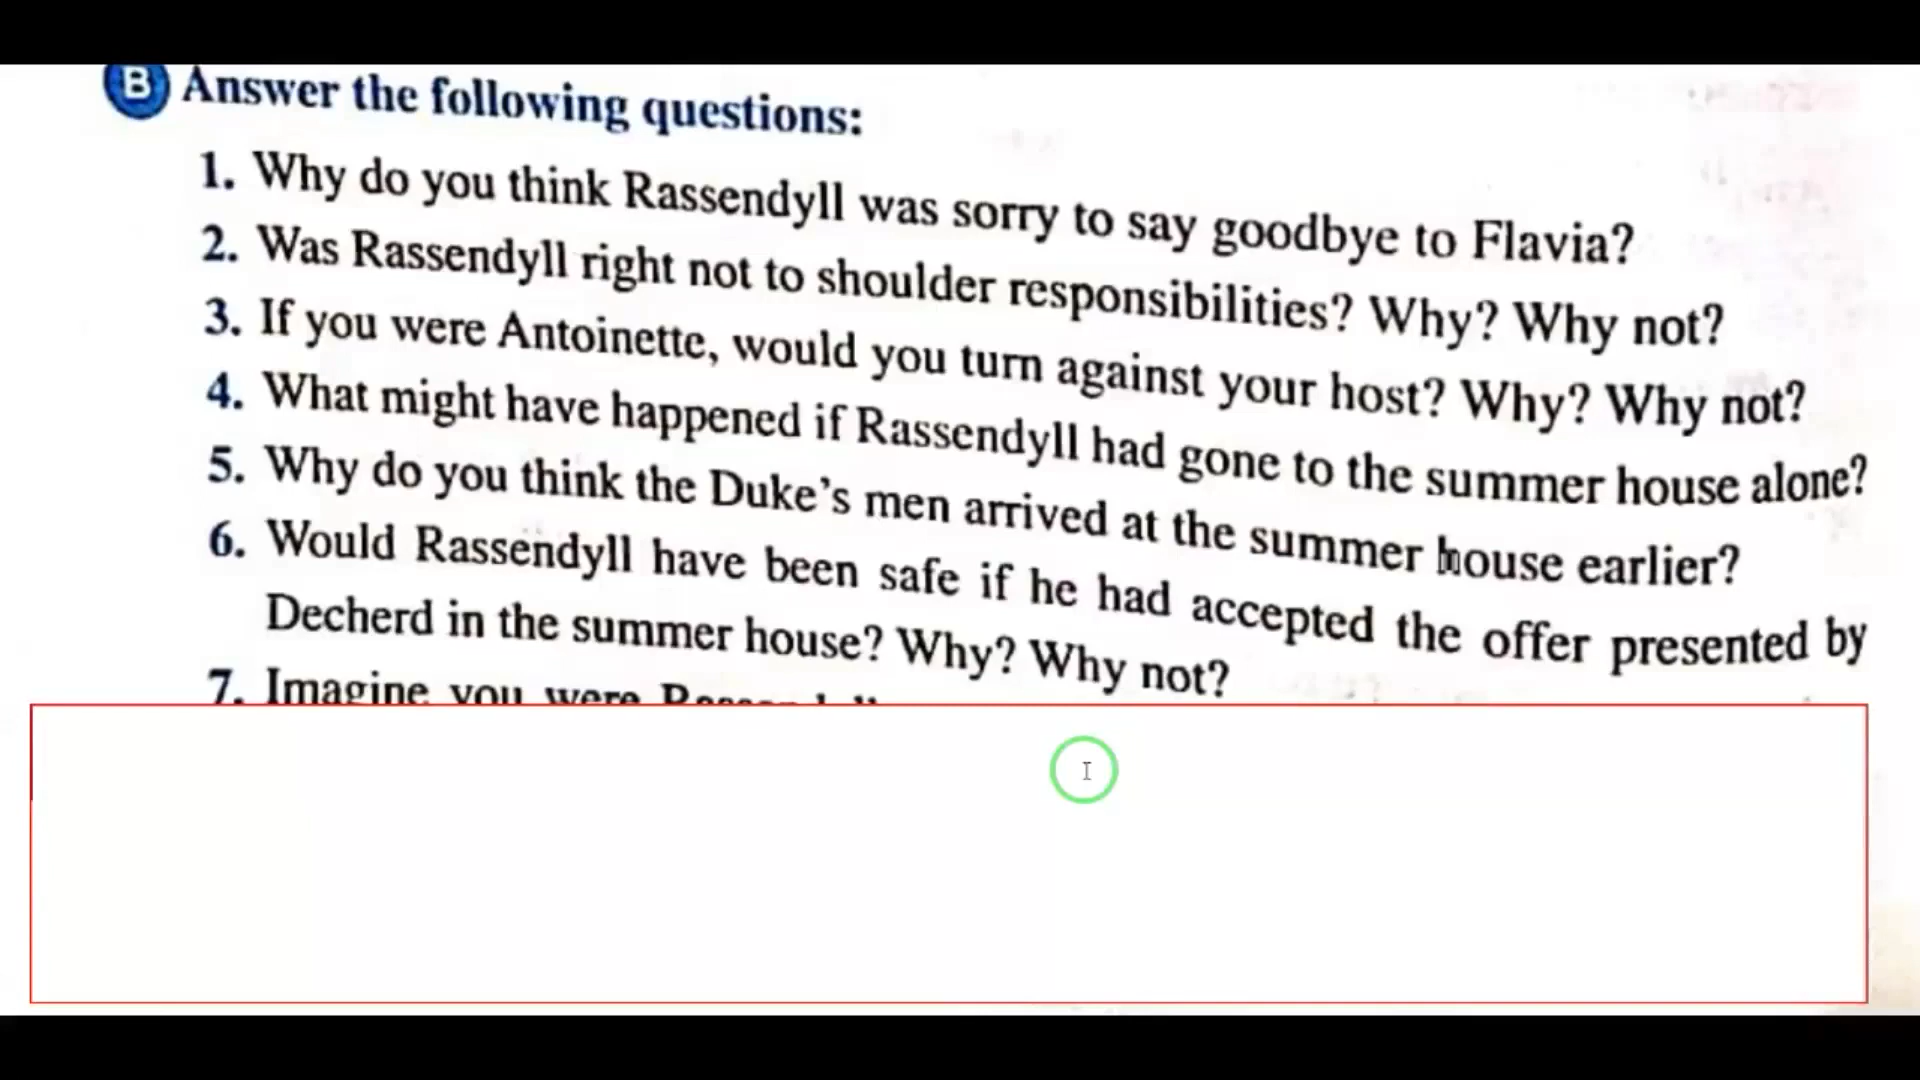 B Answer the following questions:
1. Why do you think Rassendyll was sorry to say goodbye to Flavia?
2. Was Rassendyll right not to shoulder responsibilities? Why? Why not?
3. If you were Antoinette, would you turn against your host? Why? Why not?
4. What might have happened if Rassendyll had gone to the summer house alone?
5. Why do you think the Duke's men arrived at the summer house earlier?
6. Would Rassendyll have been safe if he had accepted the offer presented by
Decherd in the summer house? Why? Why not?
7. Imagine you were